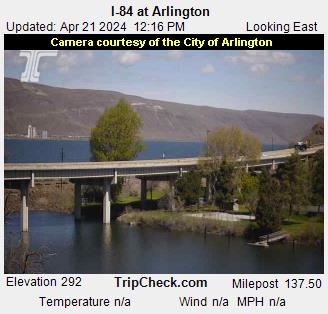 I-84 at Arlington
Updated: Apr 21 2024 12:16 PM Looking East
Camera courtesy of the City of Arlington
Elevation 292 TripCheck.com Milepost 137.50
Temperature n/a Wind n/a MPH n/a